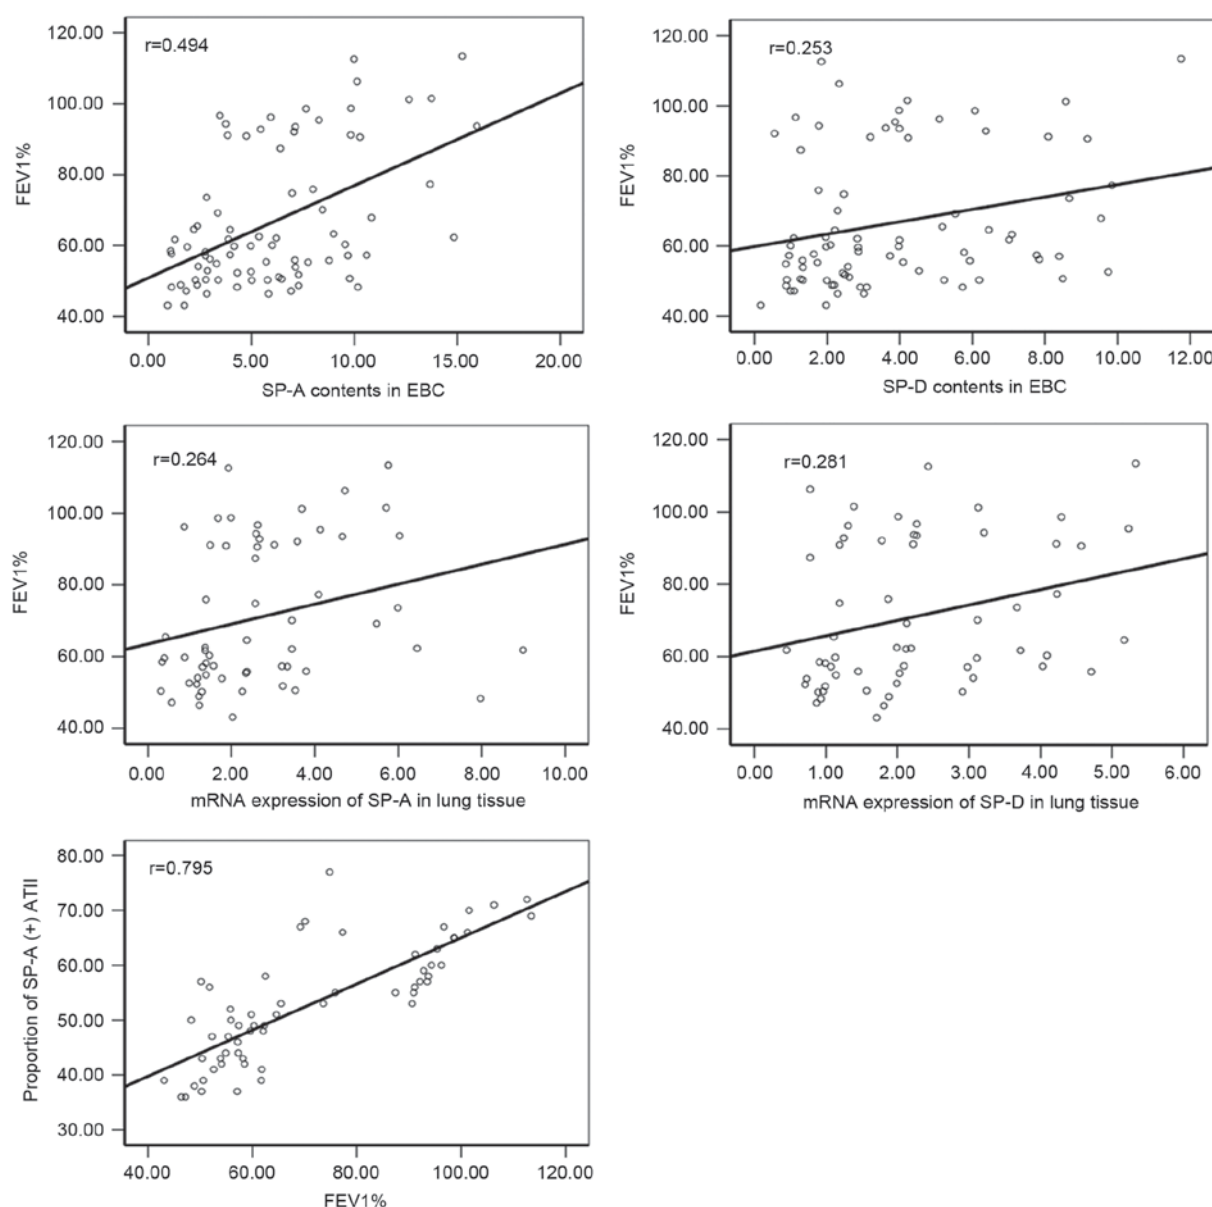 r=0.494
120.00
100.00
80.00
60.00
40.00
FEV1%
0.00 5.00 10.00 15.00 20.00
SP-A contents in EBC
r=0.253
120.00
100.00
80.00
60.00
40.00
FEV1%
0.00 2.00 4.00 6.00 8.00 10.00 12.00
SP-D contents in EBC
r=0.264
120.00
100.00
80.00
60.00
40.00
FEV1%
0.00 2.00 4.00 6.00 8.00 10.00
mRNA expression of SP-A in lung tissue
r=0.281
120.00
100.00
80.00
60.00
40.00
FEV1%
0.00 1.00 2.00 3.00 4.00 5.00 6.00
mRNA expression of SP-D in lung tissue
r=0.795
80.00
70.00
60.00
50.00
40.00
30.00
Proportion of SP-A (+) ATII
40.00 60.00 80.00 100.00 120.00
FEV1%